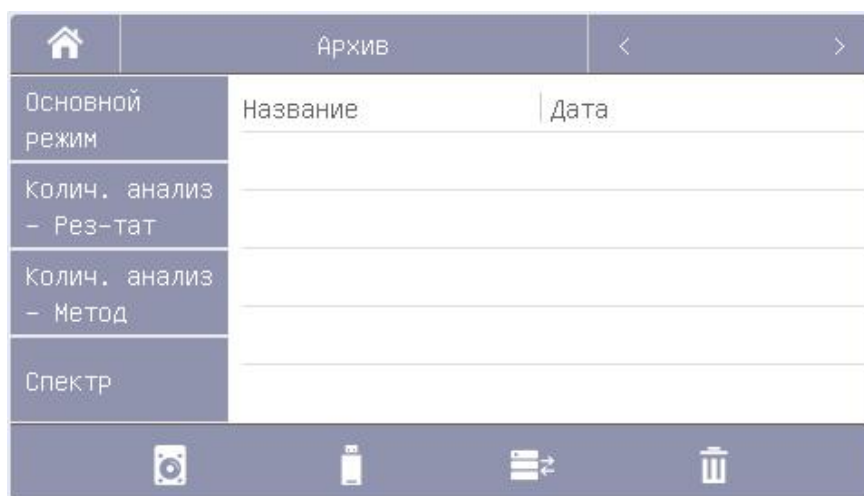 Архив
< >
Основной
режим
Название Дата
Колич. анализ
- Рез-тат
Колич. анализ
- Метод
Спектр